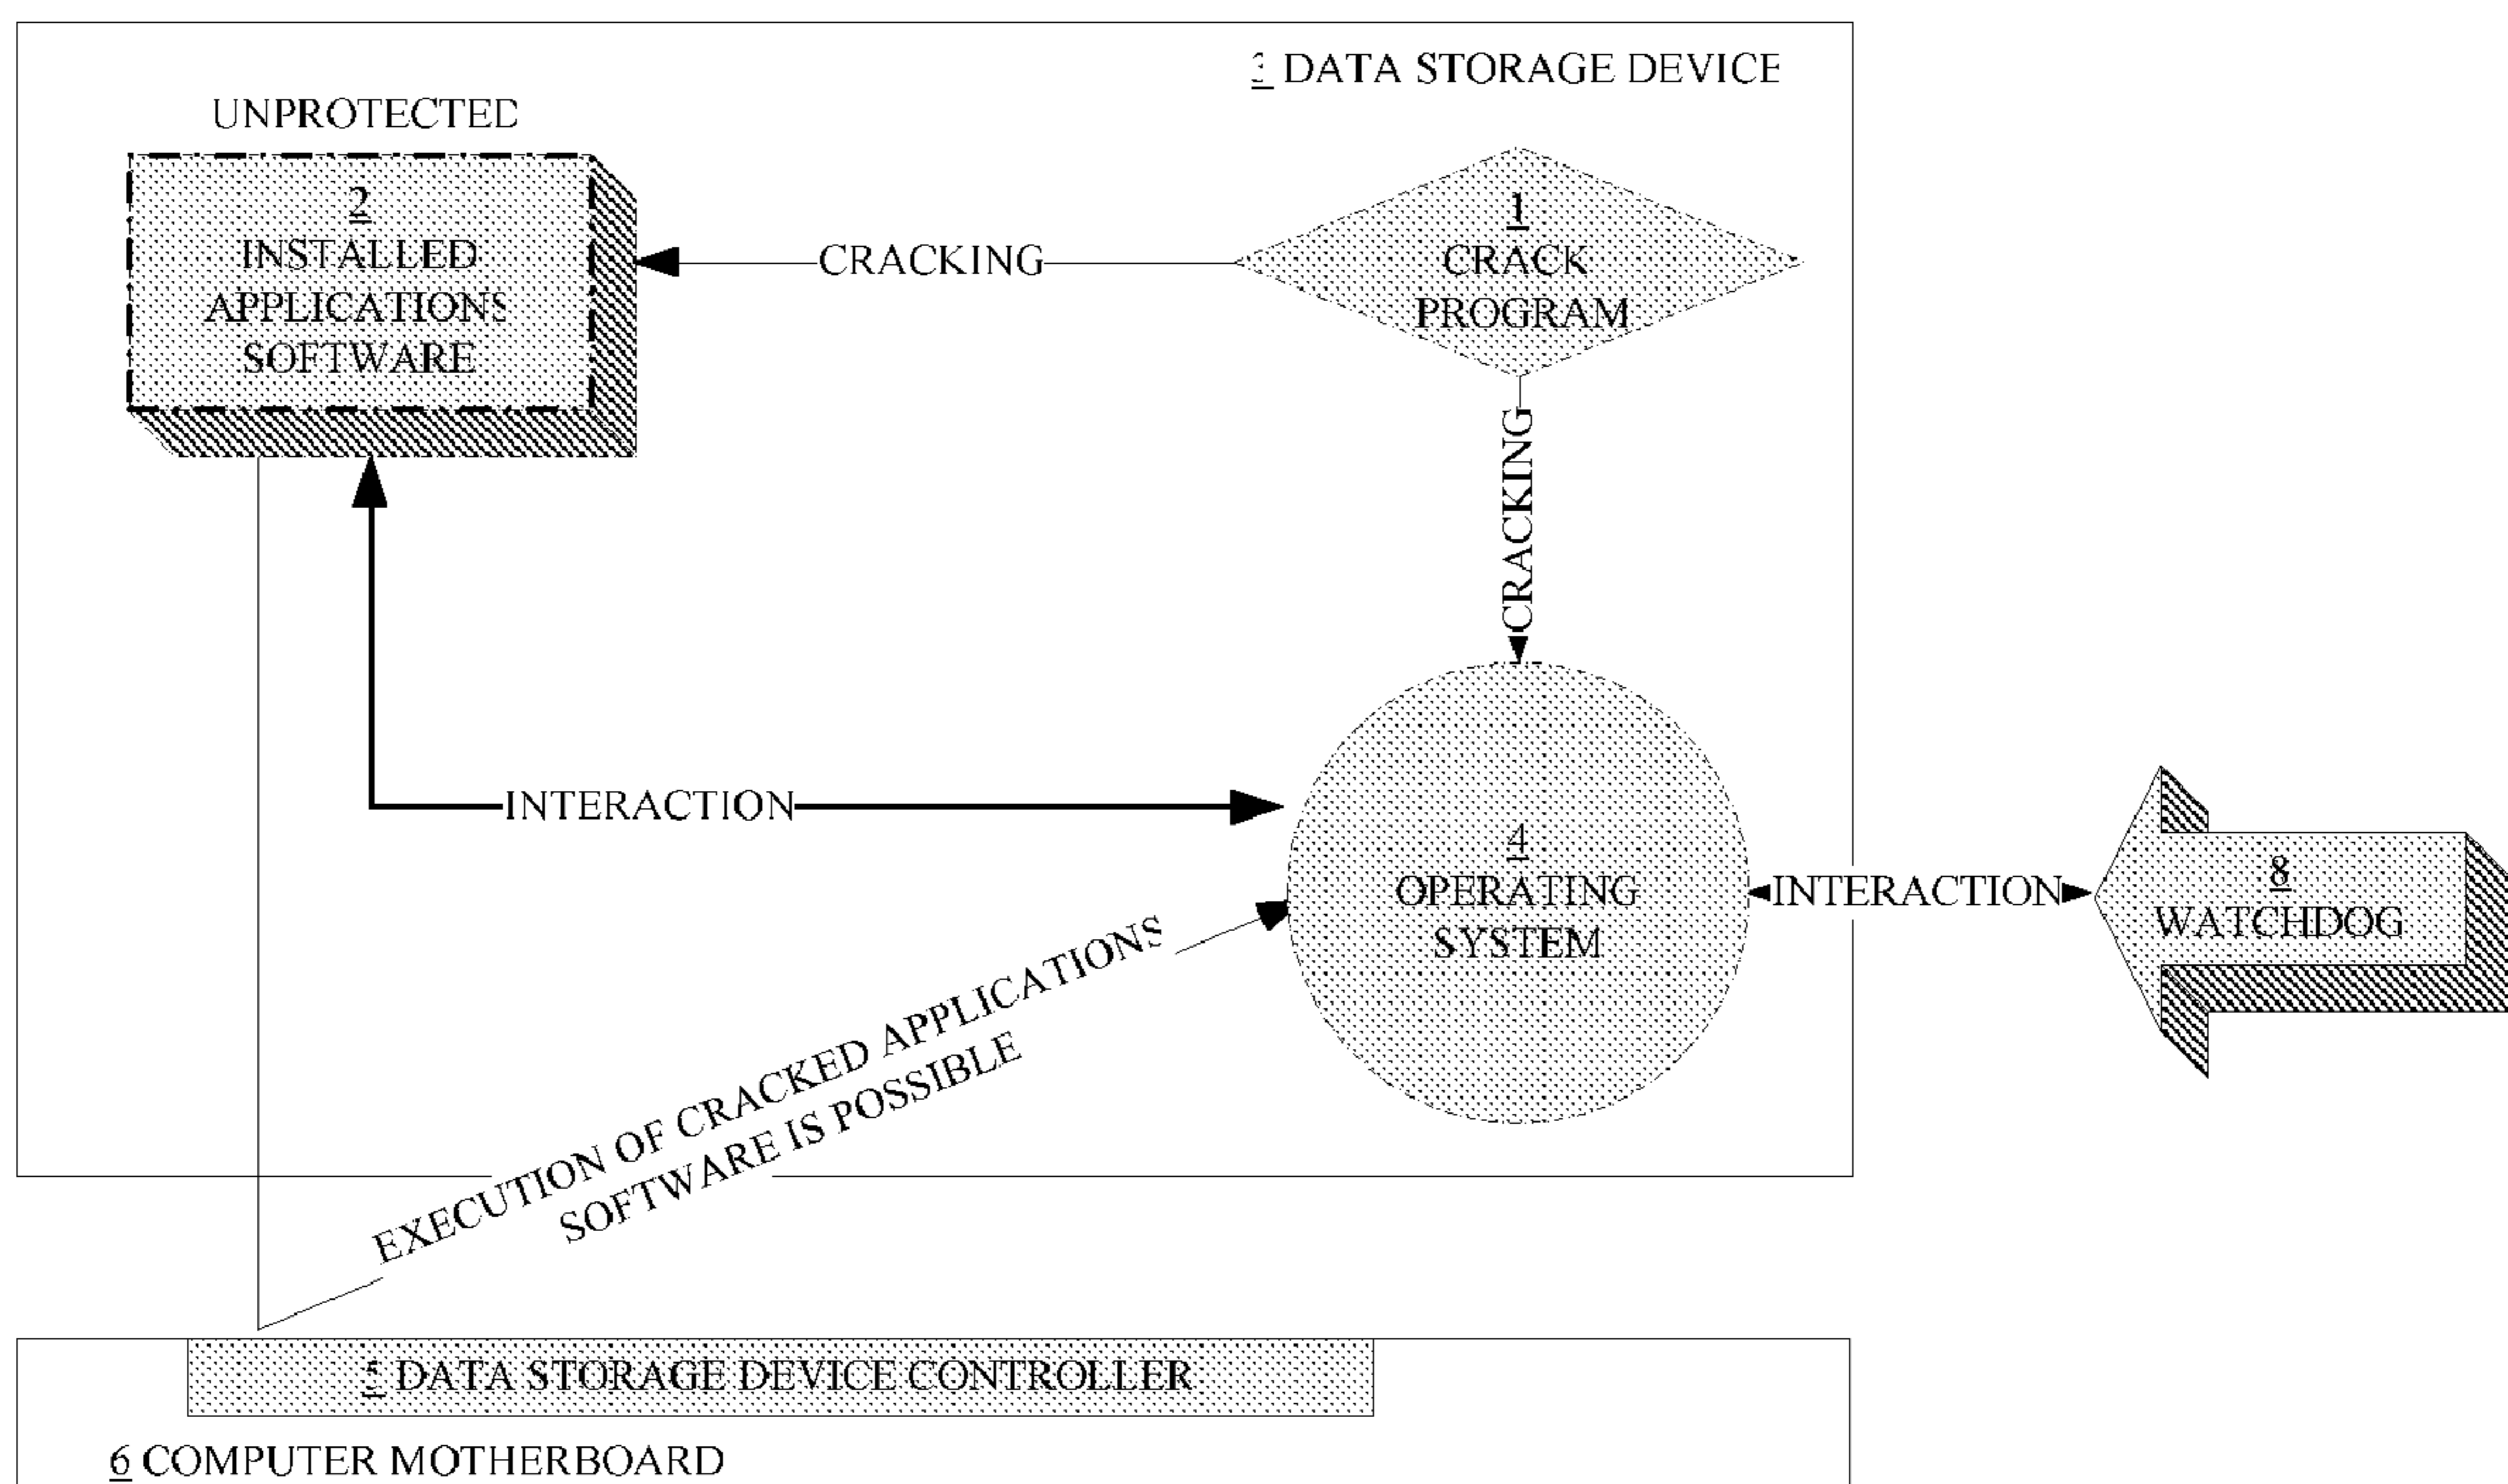 3 DATA STORAGE DEVICE
UNPROTECTED
2
INSTALLED
APPLICATIONS
SOFTWARE
CRACKING
1
CRACK
PROGRAM
CRACKING
INTERACTION
4
OPERATING
SYSTEM
INTERACTION
8
WATCHDOG
EXECUTION OF CRACKED APPLICATIONS
SOFTWARE IS POSSIBLE
5 DATA STORAGE DEVICE CONTROLLER
6 COMPUTER MOTHERBOARD